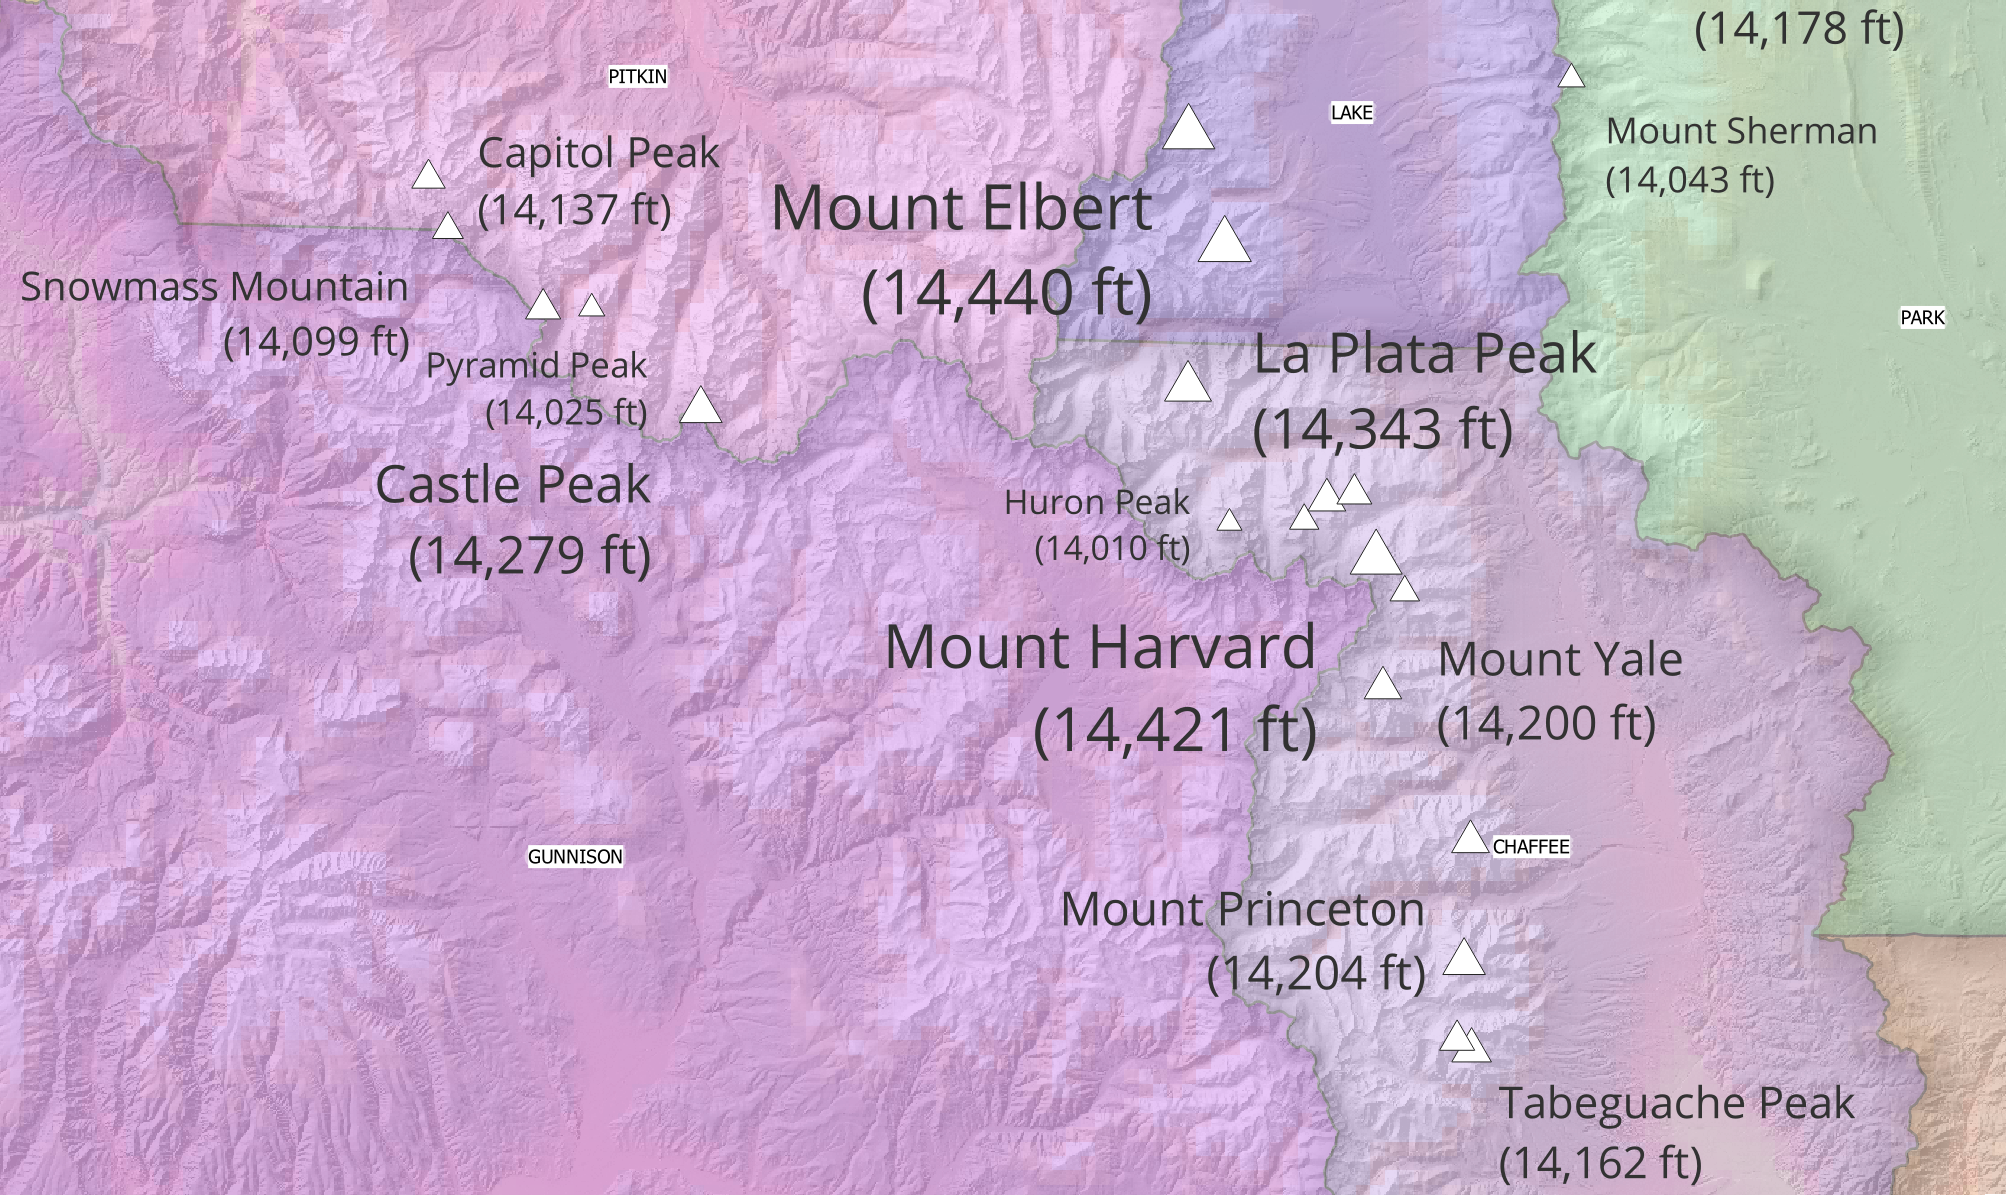 (14,178 ft)
PITKIN
LAKE
Mount Sherman
(14,043 ft)
Capitol Peak
(14,137 ft)
Mount Elbert
(14,440 ft)
Snowmass Mountain
(14,099 ft)
PARK
Pyramid Peak
(14,025 ft)
La Plata Peak
(14,343 ft)
Castle Peak
(14,279 ft)
Huron Peak
(14,010 ft)
Mount Harvard
(14,421 ft)
Mount Yale
(14,200 ft)
GUNNISON
CHAFFEE
Mount Princeton
(14,204 ft)
Tabeguache Peak
(14,162 ft)